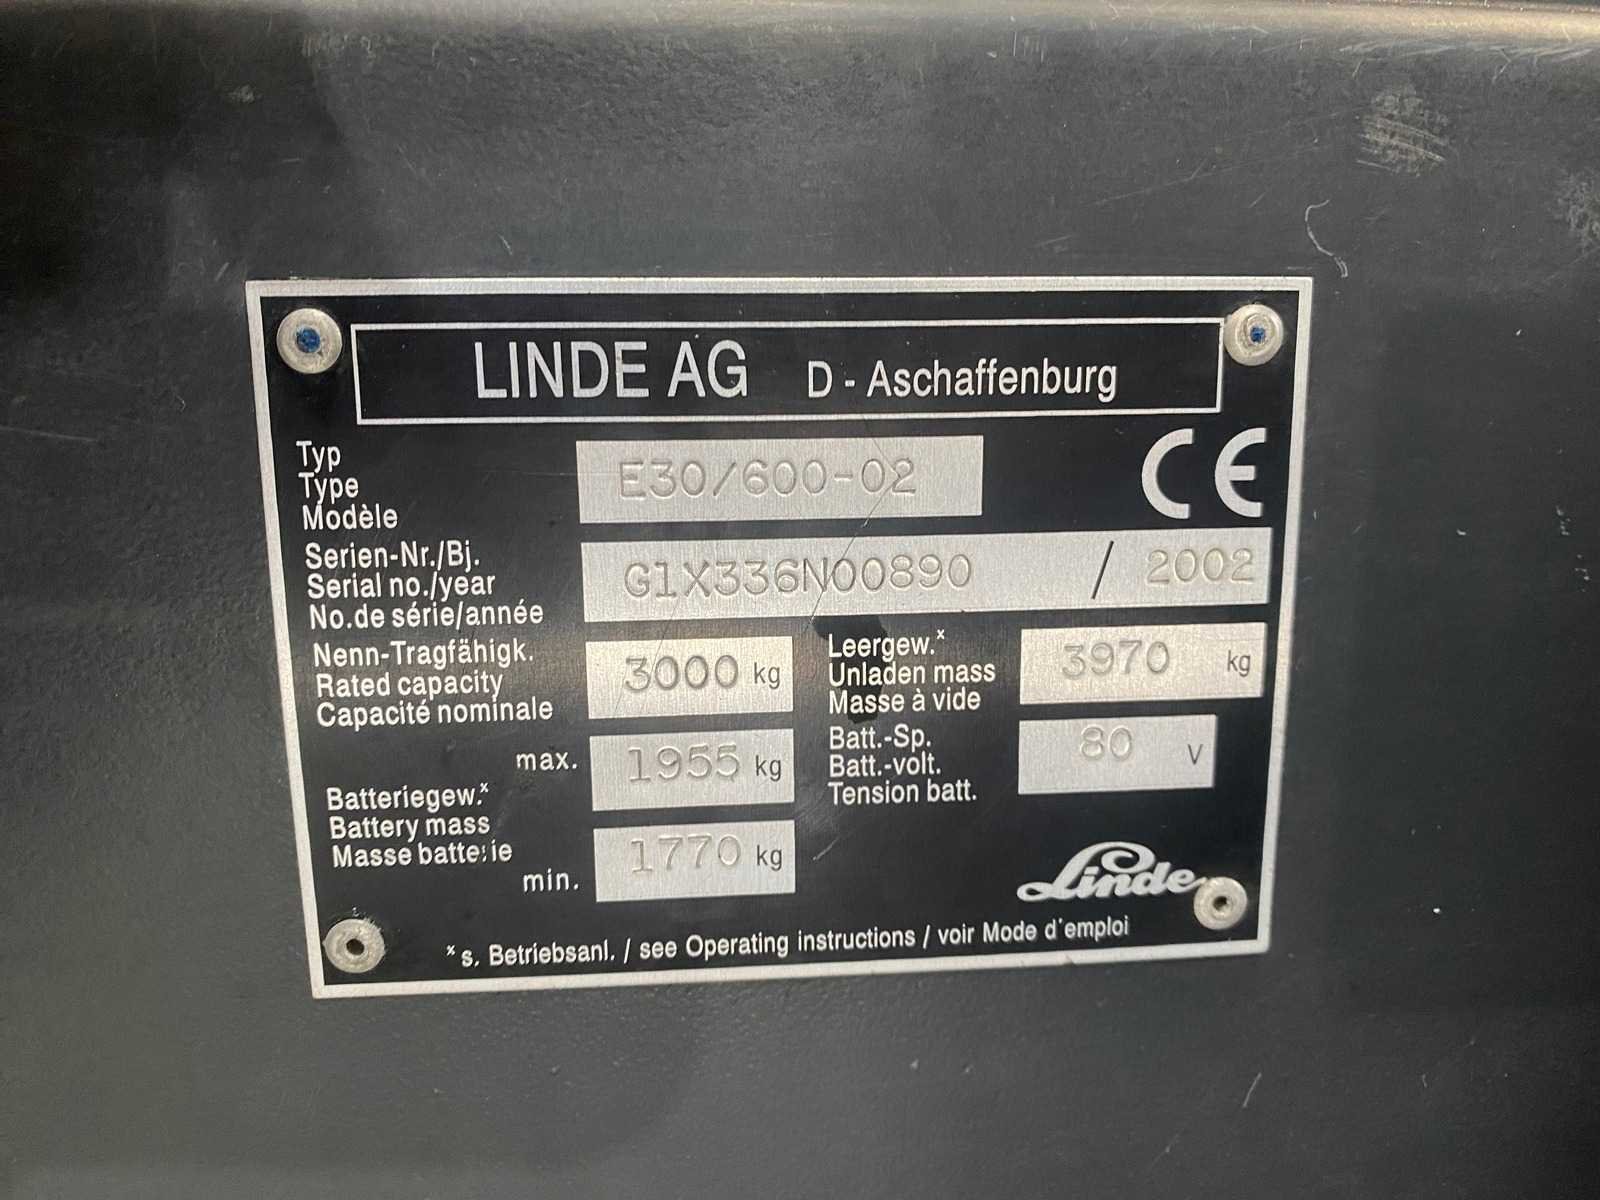 LINDE AG D - Aschaffenburg
Typ
Type
Modèle
E30/600-02
CE
Serien-Nr./Bj.
Serial no./year
No.de série/année
G1X336N00890 / 2002
Nenn-Tragfähigk.
Rated capacity
Capacité nominale
3000 kg
Leergew.x
Unladen mass
Masse à vide
3970 kg
max. 1955 kg
Batteriegew.x
Battery mass
Masse batterie
min. 1770 kg
Batt.-Sp.
Batt.-volt.
Tension batt.
80 V
Linde
x s. Betriebsanl. / see Operating instructions / voir Mode d'emploi